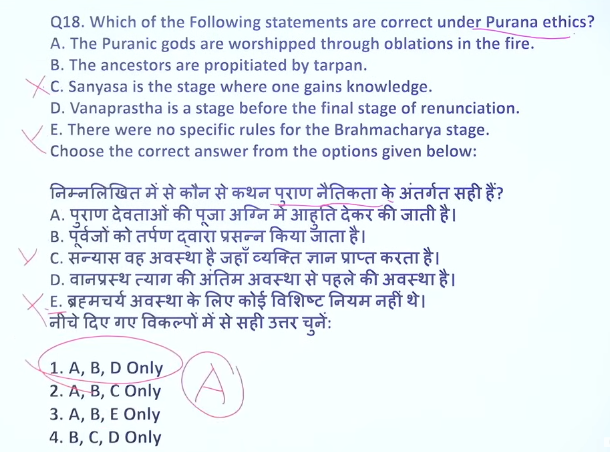 Q18. Which of the Following statements are correct under Purana ethics?
A. The Puranic gods are worshipped through oblations in the fire.
B. The ancestors are propitiated by tarpan.
C. Sanyasa is the stage where one gains knowledge.
D. Vanaprastha is a stage before the final stage of renunciation.
E. There were no specific rules for the Brahmacharya stage.
Choose the correct answer from the options given below:
निम्नलिखित में से कौन से कथन पुराण नैतिकता के अंतर्गत सही हैं?
A. पुराण देवताओं की पूजा अग्नि में आहुति देकर की जाती है।
B. पूर्वजों को तर्पण द्वारा प्रसन्न किया जाता है।
C. सन्यास वह अवस्था है जहाँ व्यक्ति ज्ञान प्राप्त करता है।
D. वानप्रस्थ त्याग की अंतिम अवस्था से पहले की अवस्था है।
E. ब्रह्मचर्य अवस्था के लिए कोई विशिष्ट नियम नहीं थे।
नीचे दिए गए विकल्पों में से सही उत्तर चुनें:
1. A, B, D Only
A
2. A, B, C Only
3. A, B, E Only
4. B, C, D Only